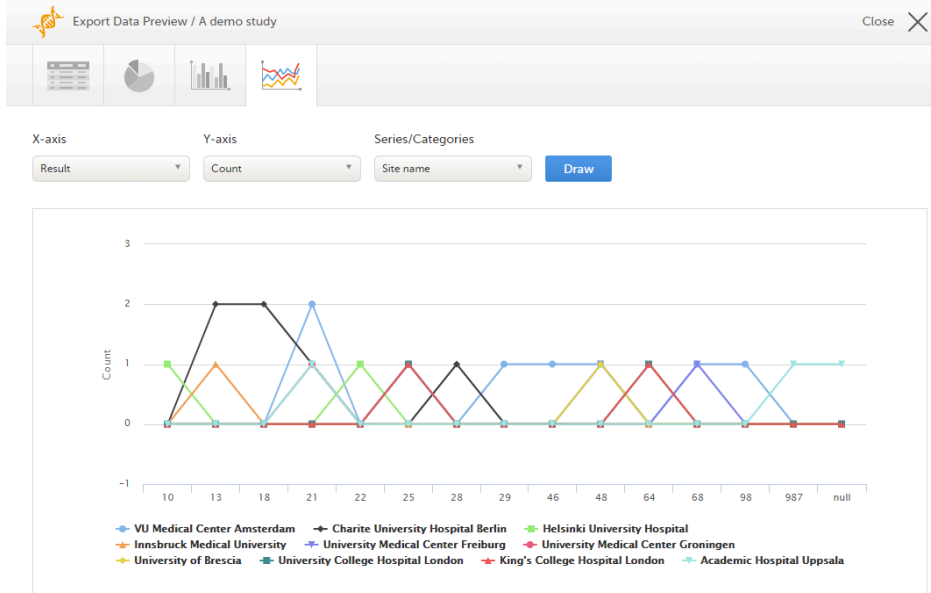 Export Data Preview / A demo study Close
X-axis Y-axis Series/Categories
Result Count Site name Draw
3
2
1
0
-1
Count
10 13 18 21 22 25 28 29 46 48 64 68 98 987 null
VU Medical Center Amsterdam Charite University Hospital Berlin Helsinki University Hospital
Innsbruck Medical University University Medical Center Freiburg University Medical Center Groningen
University of Brescia University College Hospital London King's College Hospital London Academic Hospital Uppsala